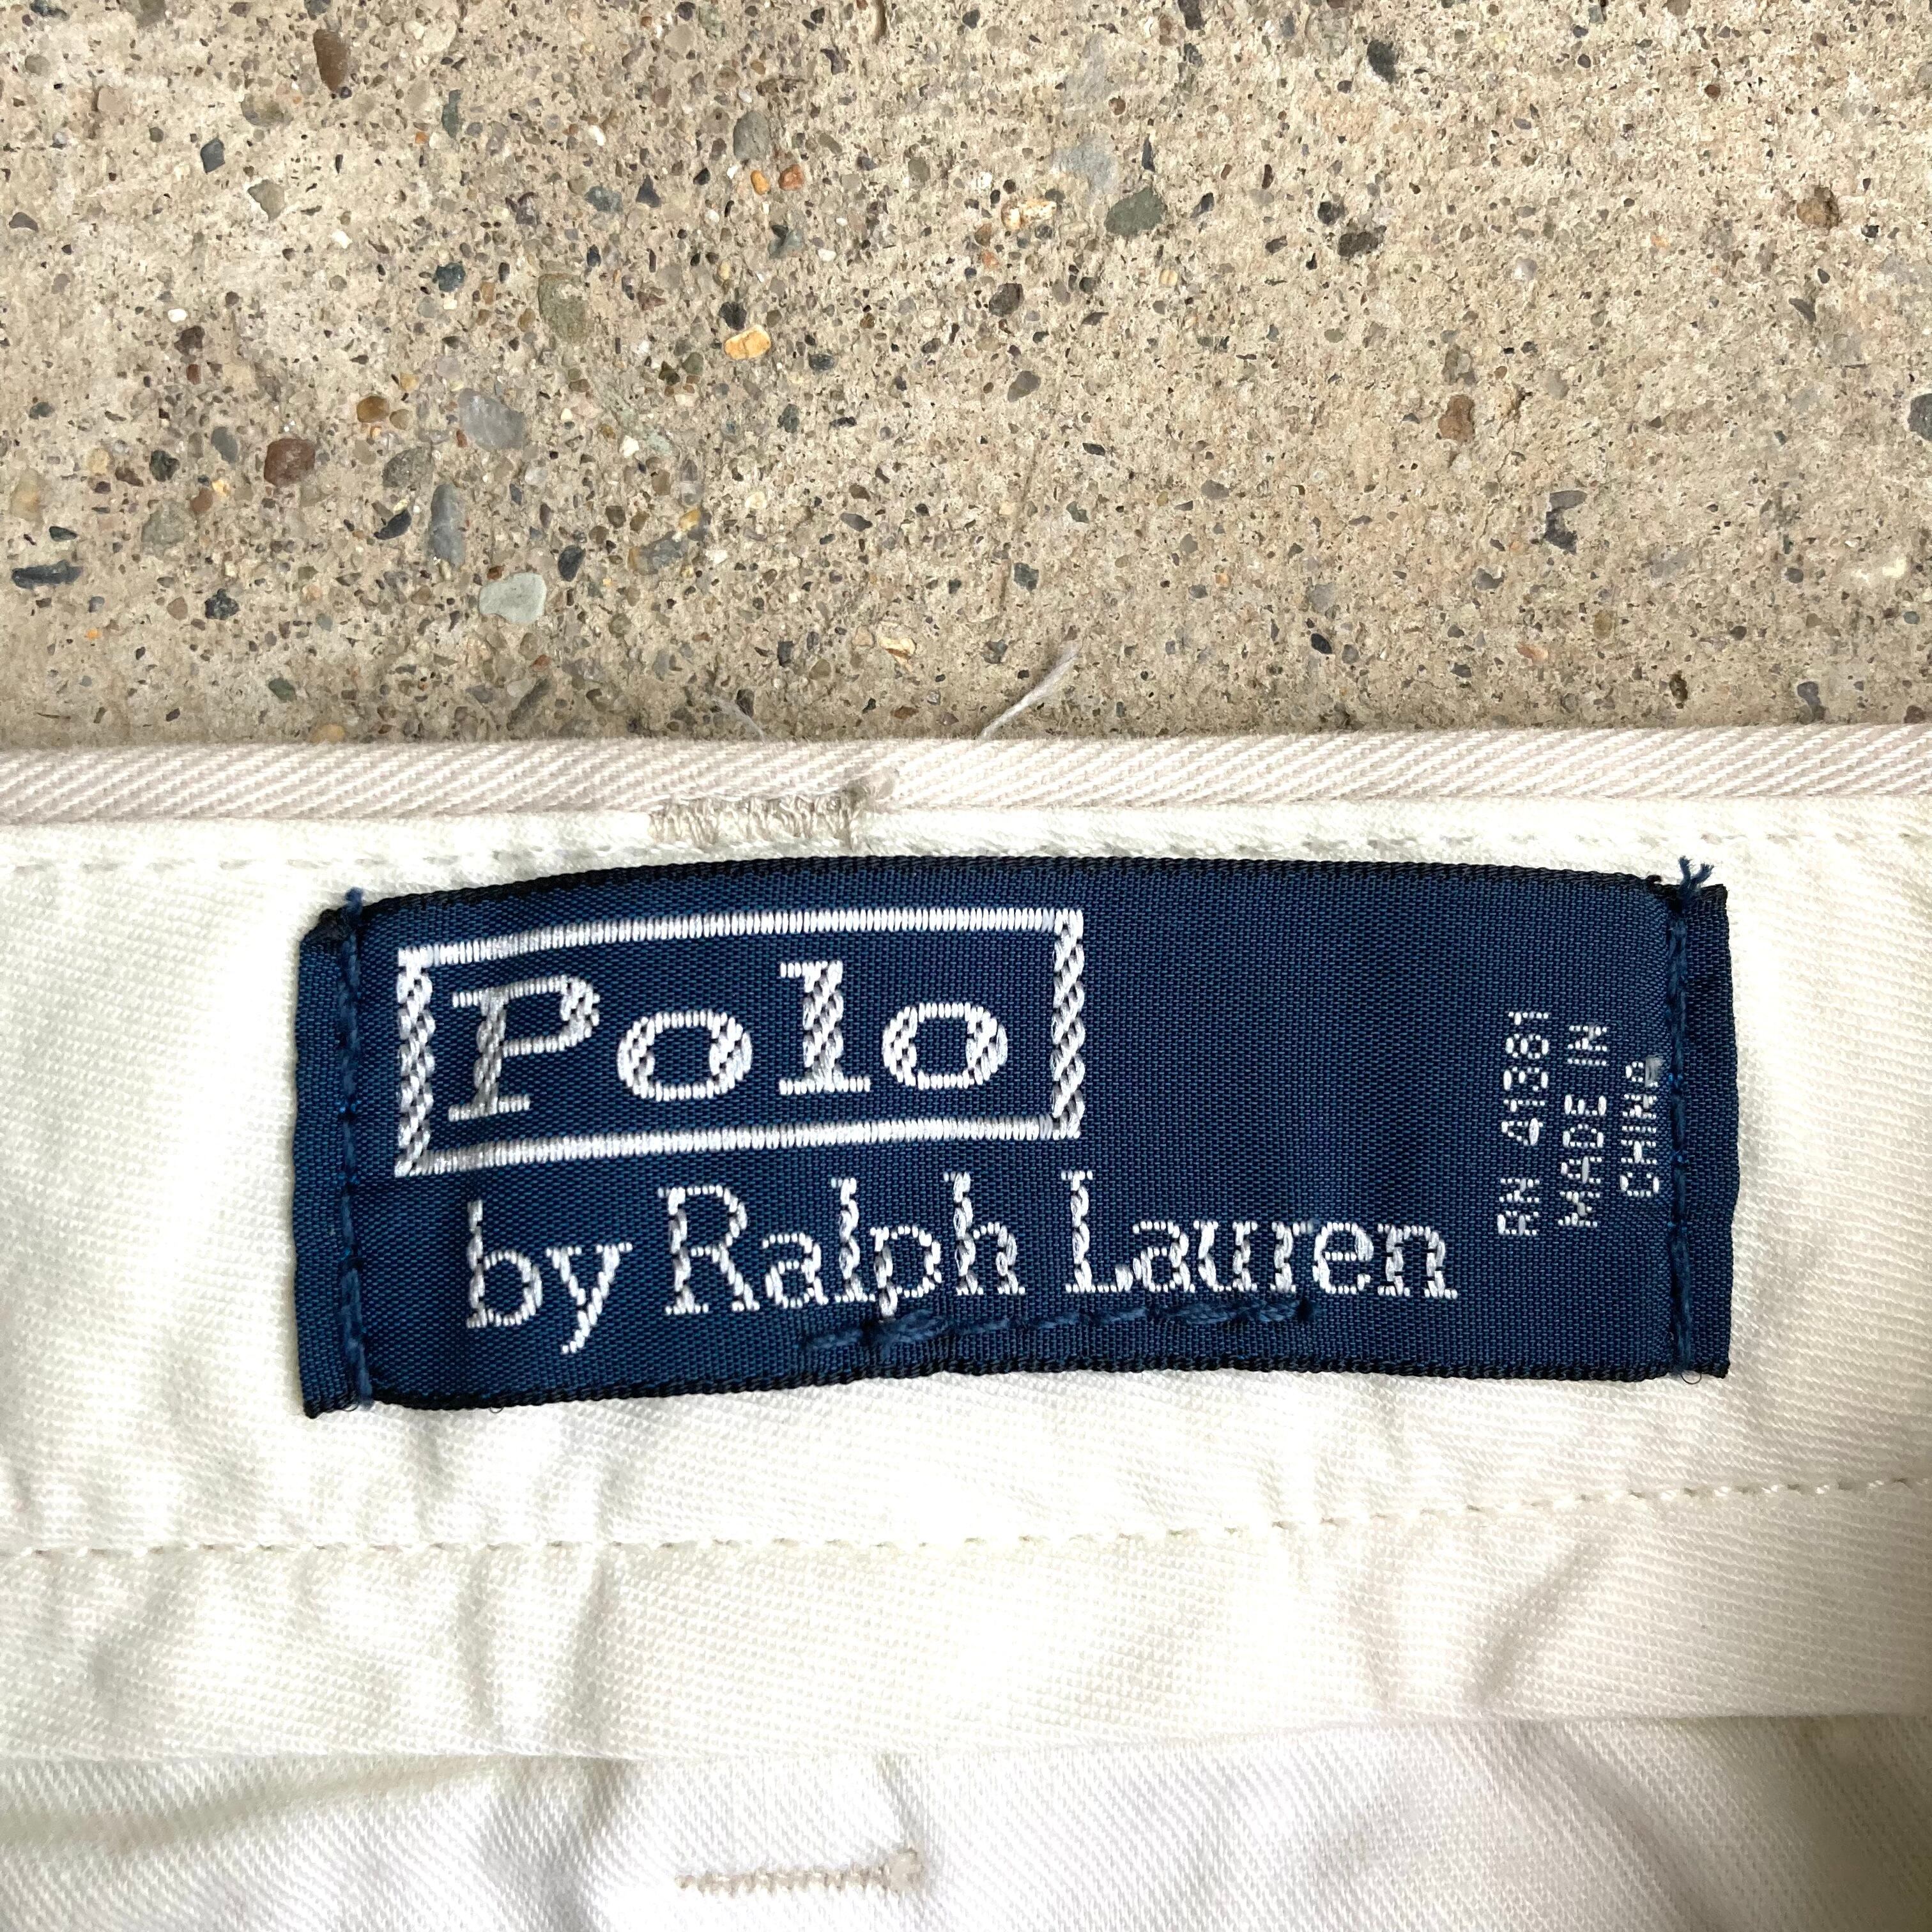 Polo
by Ralph Lauren
RN 41381
MADE IN
CHINA